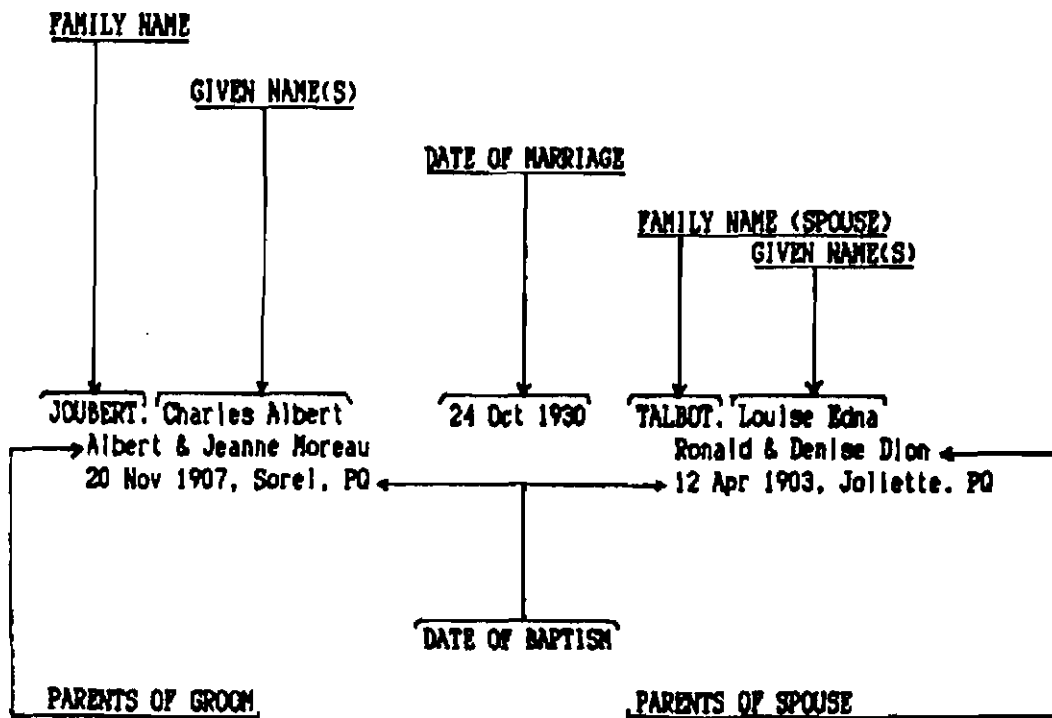 FAMILY NAME
GIVEN NAME(S)
DATE OF MARRIAGE
FAMILY NAME (SPOUSE)
GIVEN NAME(S)
JOUBERT. Charles Albert 24 Oct 1930 TALBOT. Louise Edna
Albert & Jeanne Moreau Ronald & Denise Dion
20 Nov 1907, Sorel, PQ 12 Apr 1903, Joliette. PQ
DATE OF BAPTISM
PARENTS OF GROOM PARENTS OF SPOUSE